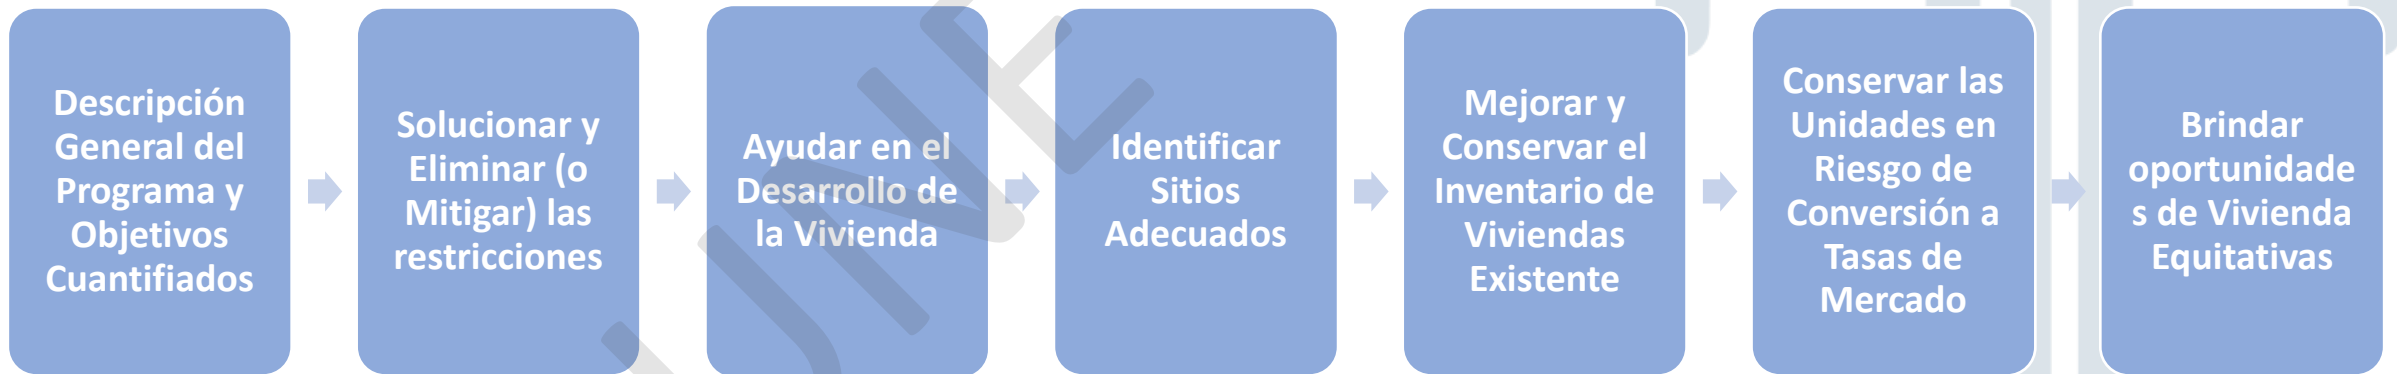 Descripción
General del
Programa y
Objetivos
Cuantifiados
Solucionar y
Eliminar (o
Mitigar) las
restricciones
Ayudar en el
Desarrollo de
la Vivienda
Identificar
Sitios
Adecuados
Mejorar y
Conservar el
Inventario de
Viviendas
Existente
Conservar las
Unidades en
Riesgo de
Conversión a
Tasas de
Mercado
Brindar
oportunidade
s de Vivienda
Equitativas